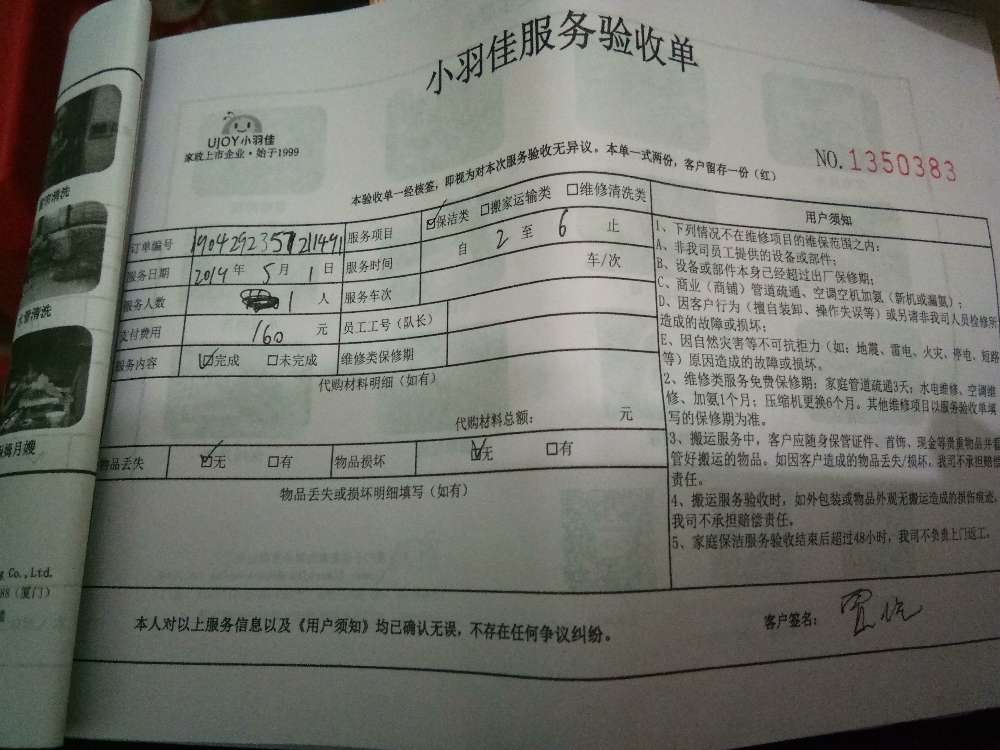 小羽佳服务验收单
UJOY小羽佳
家政上市企业·始于1999
NO.1350383
本验收单一经核签，即视为对本次服务验收无异议。本单一式两份，客户留存一份（红）
订单编号 服务项目 保洁类 搬家运输类 维修清洗类
服务日期 2019年5月1日 服务时间 自 2 至 6 止
服务人数 1 人 服务车次 车/次
支付费用 160 元 员工工号（队长）
服务内容 完成 未完成 维修类保修期
代购材料明细（如有）
代购材料总额： 元
物品丢失 无 有 物品损坏 无 有
物品丢失或损坏明细填写（如有）
用户须知
1、下列情况不在维修项目的维保范围之内：
A、非我司员工提供的设备或部件；
B、设备或部件本身已经超过出厂保修期；
C、商业（商铺）管道疏通、空调空机加氨（新机或漏氨）；
D、因客户行为（擅自装卸、操作失误等）或另请非我司人员检修所
造成的故障或损坏；
E、因自然灾害等不可抗拒力（如：地震、雷电、火灾、停电、短路
等）原因造成的故障或损坏。
2、维修类服务免费保修期：家庭管道疏通3天；水电维修、空调维
修、加氨1个月；压缩机更换6个月。其他维修项目以服务验收单填
写的保修期为准。
3、搬运服务中，客户应随身保管证件、首饰、现金等贵重物品并看
管好搬运的物品。如因客户造成的物品丢失/损坏，我司不承担赔偿
责任。
4、搬运服务验收时，如外包装或物品外观无搬运造成的损伤痕迹，
我司不承担赔偿责任。
5、家庭保洁服务验收结束后超过48小时，我司不负责上门返工。
本人对以上服务信息以及《用户须知》均已确认无误，不存在任何争议纠纷。
客户签名：
清洗
清洗
月嫂
Co.,Ltd.
88（厦门）